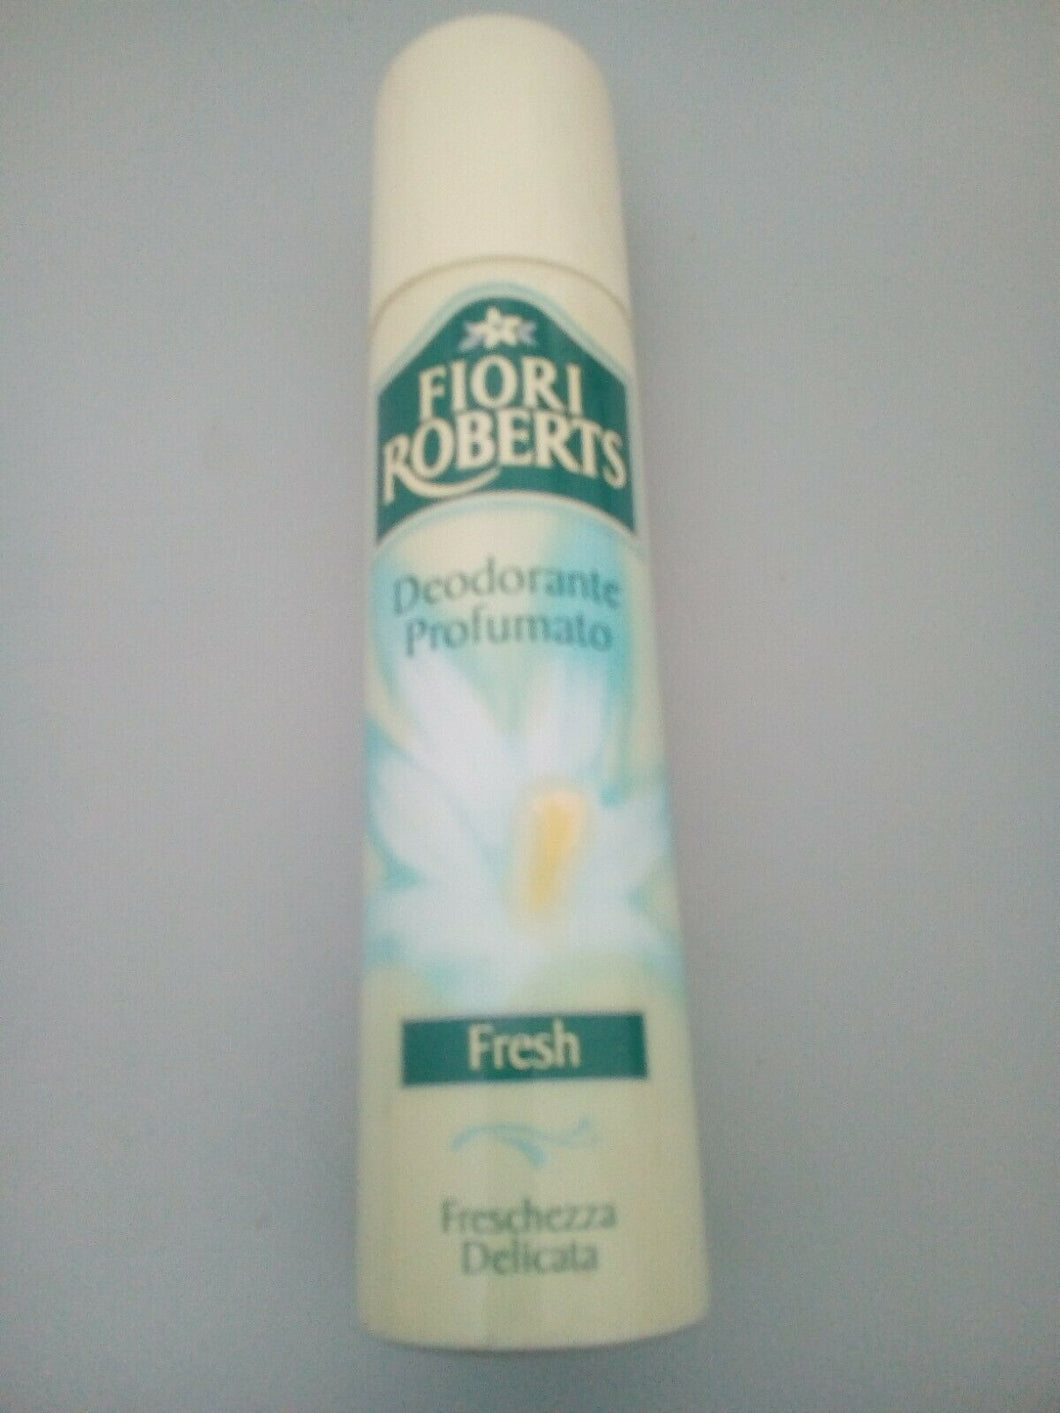 FIORI
ROBERTS
Deodorante
Profumato
Fresh
Freschezza
Delicata